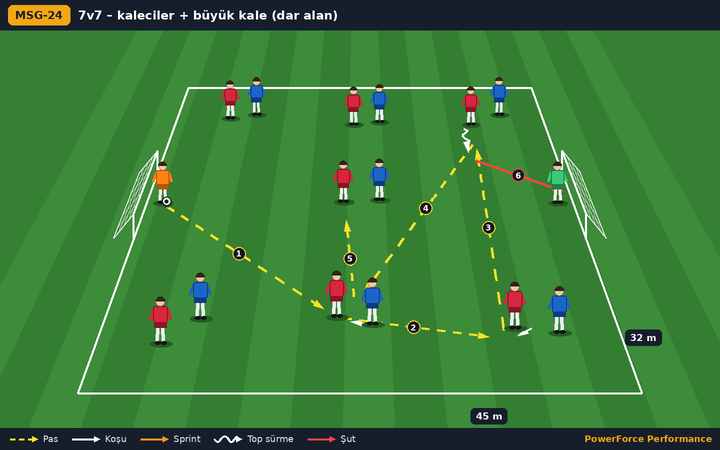 MSG-24 7v7 – kaleciler + büyük kale (dar alan)
6
4
3
1
5
2
32 m
45 m
Pas Koşu Sprint Top sürme Şut PowerForce Performance